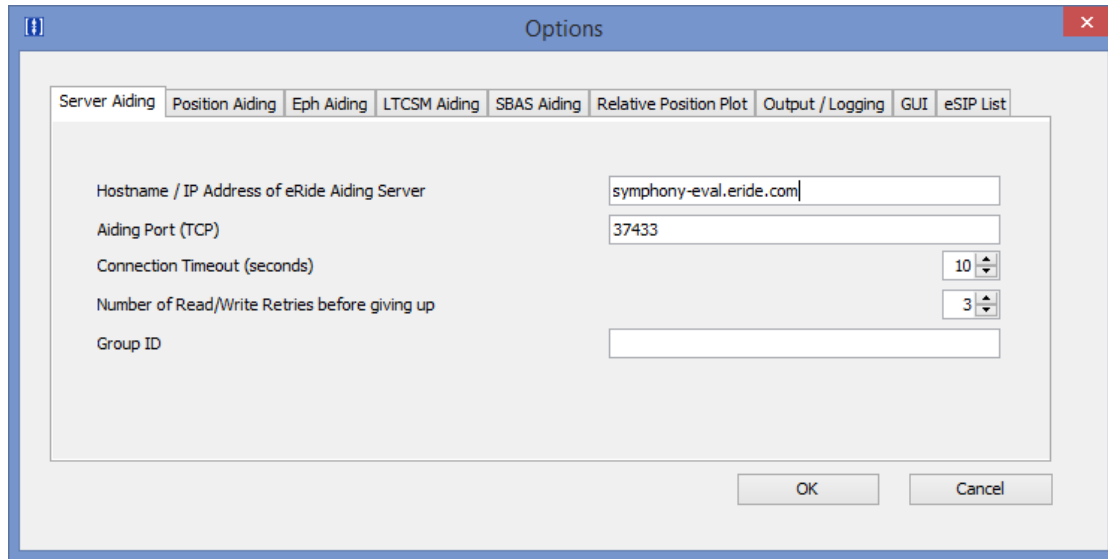 Options
Server Aiding Position Aiding Eph Aiding LTCSM Aiding SBAS Aiding Relative Position Plot Output / Logging GUI eSIP List
Hostname / IP Address of eRide Aiding Server symphony-eval.eride.com
Aiding Port (TCP) 37433
Connection Timeout (seconds) 10
Number of Read/Write Retries before giving up 3
Group ID
OK Cancel